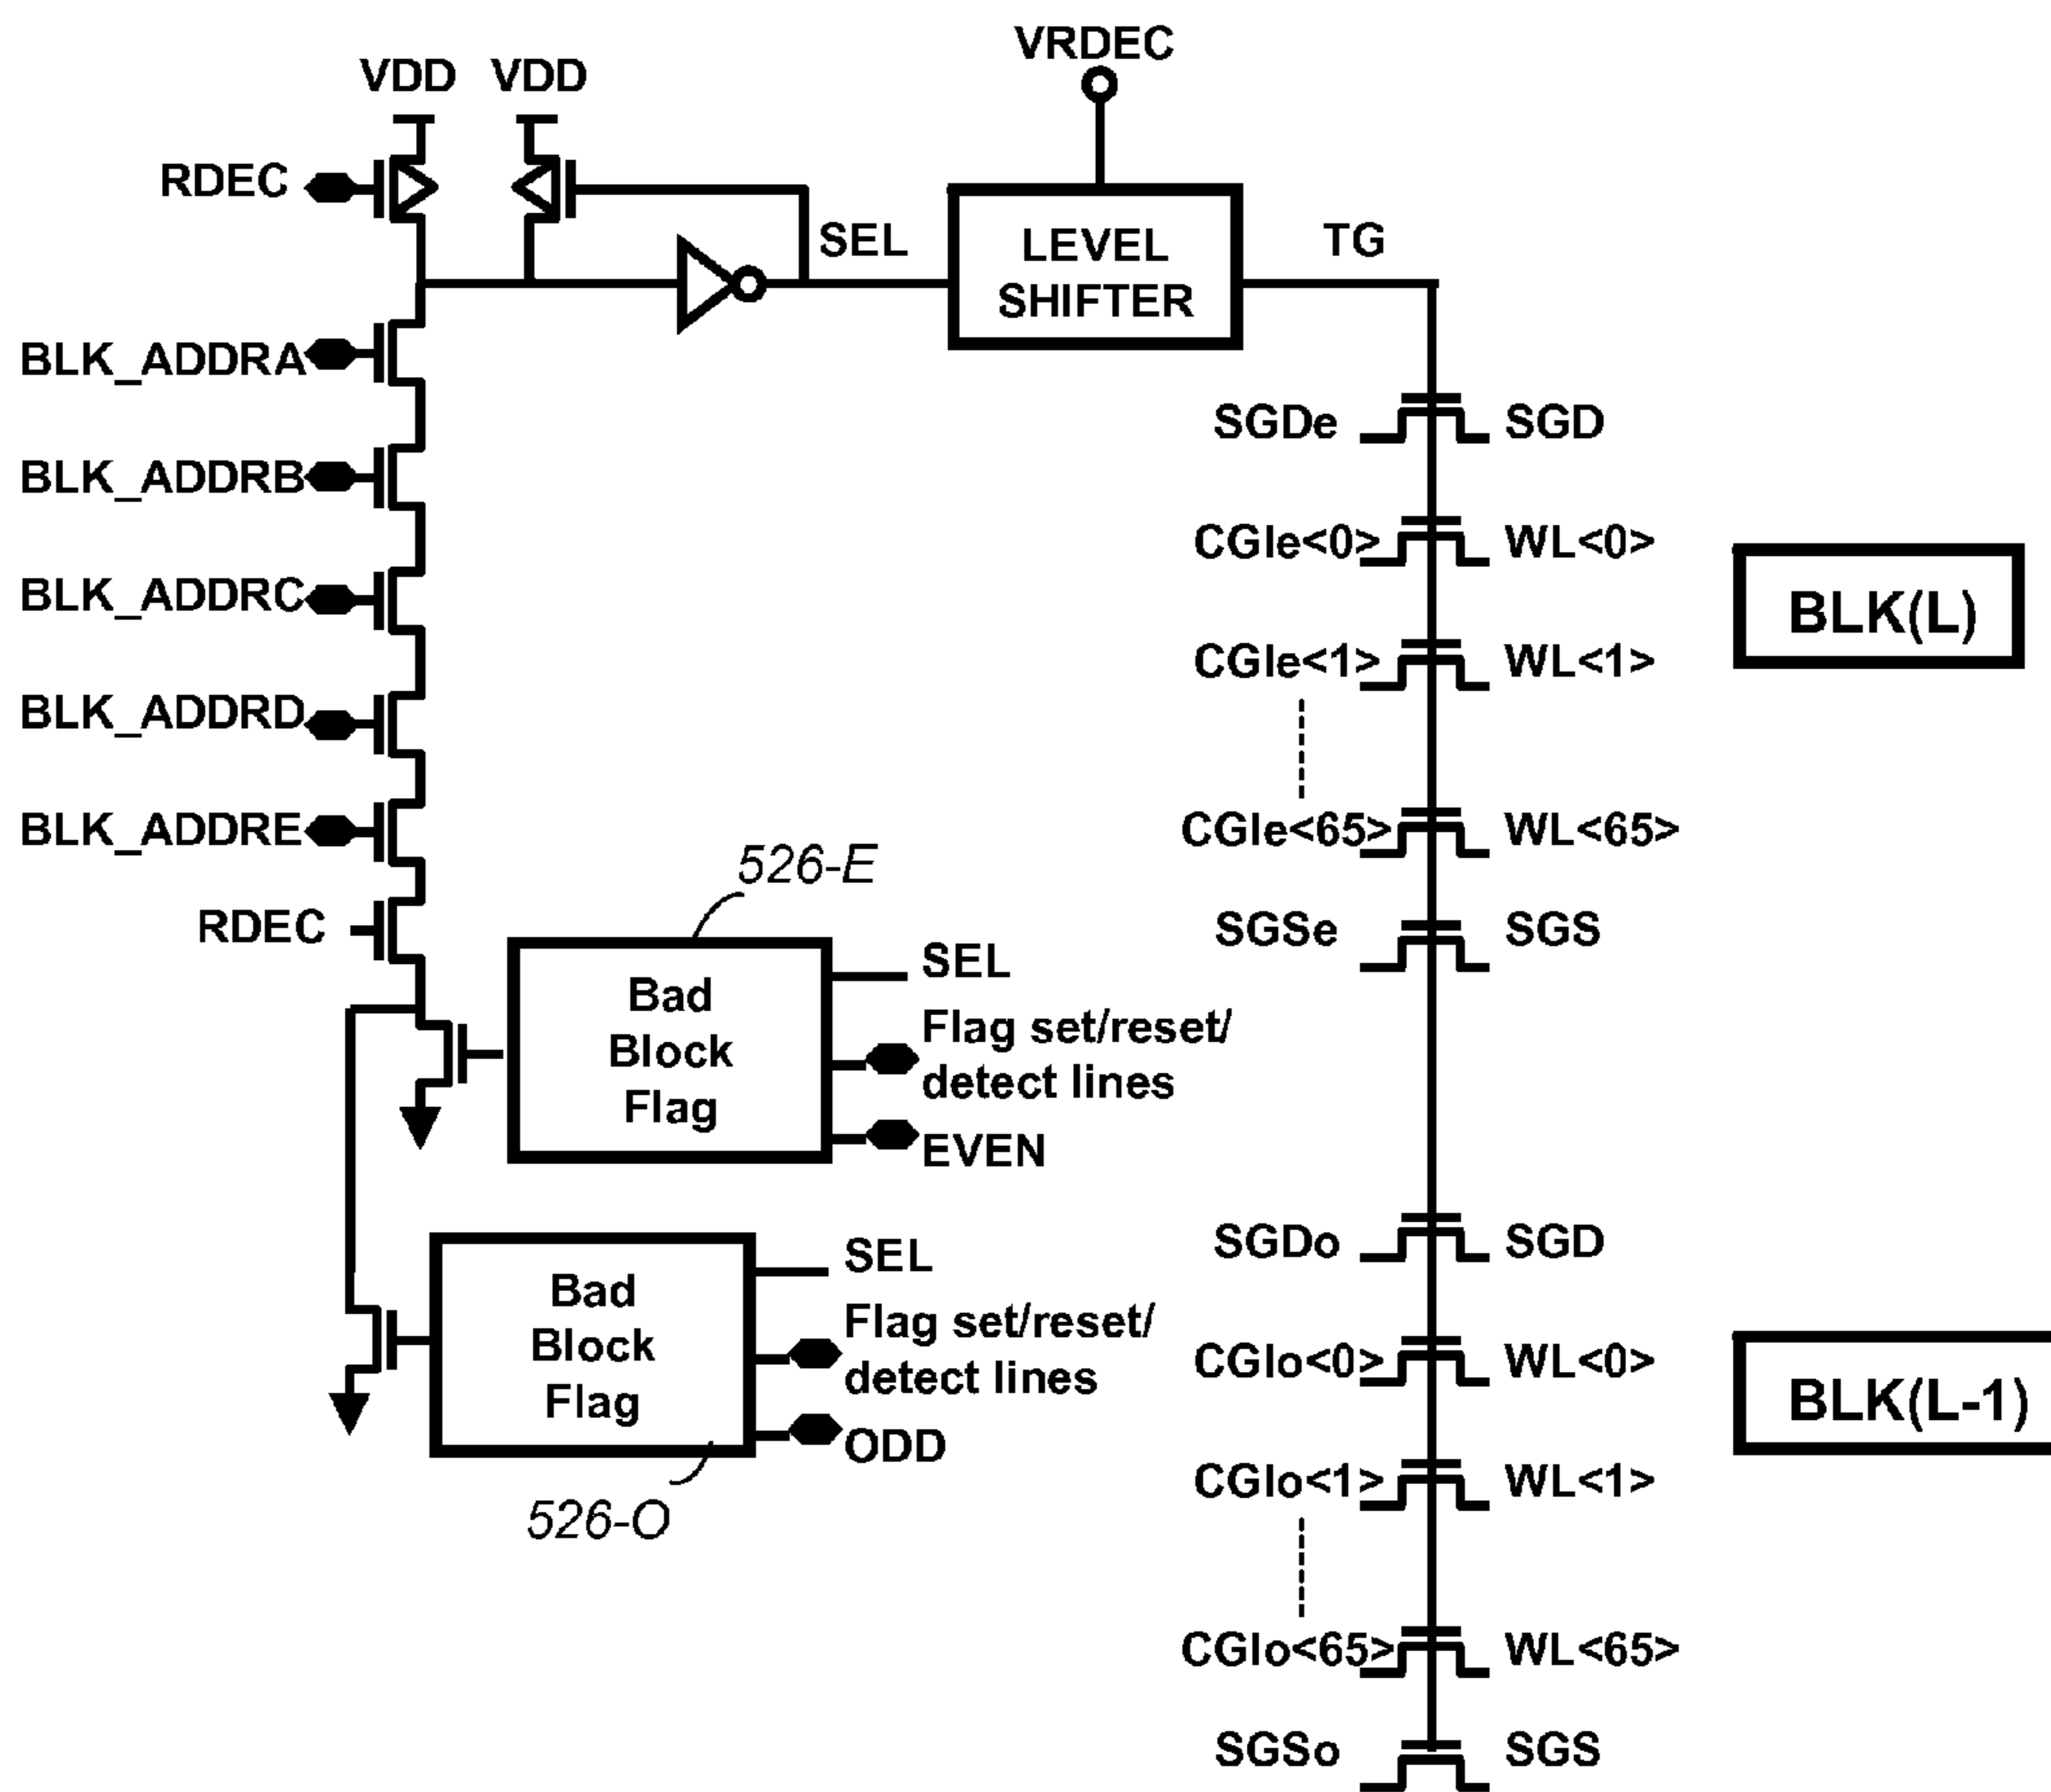 VRDEC
VDD VDD
RDEC
SEL
LEVEL
SHIFTER
TG
BLK_ADDRA
BLK_ADDRB
BLK_ADDRC
BLK_ADDRD
BLK_ADDRE
RDEC
526-E
Bad
Block
Flag
SEL
Flag set/reset/
detect lines
EVEN
Bad
Block
Flag
SEL
Flag set/reset/
detect lines
ODD
526-O
SGDe SGD
CGIe<0> WL<0>
CGIe<1> WL<1>
CGIe<65> WL<65>
SGSe SGS
BLK(L)
SGDo SGD
CGIo<0> WL<0>
CGIo<1> WL<1>
CGIo<65> WL<65>
SGSo SGS
BLK(L-1)